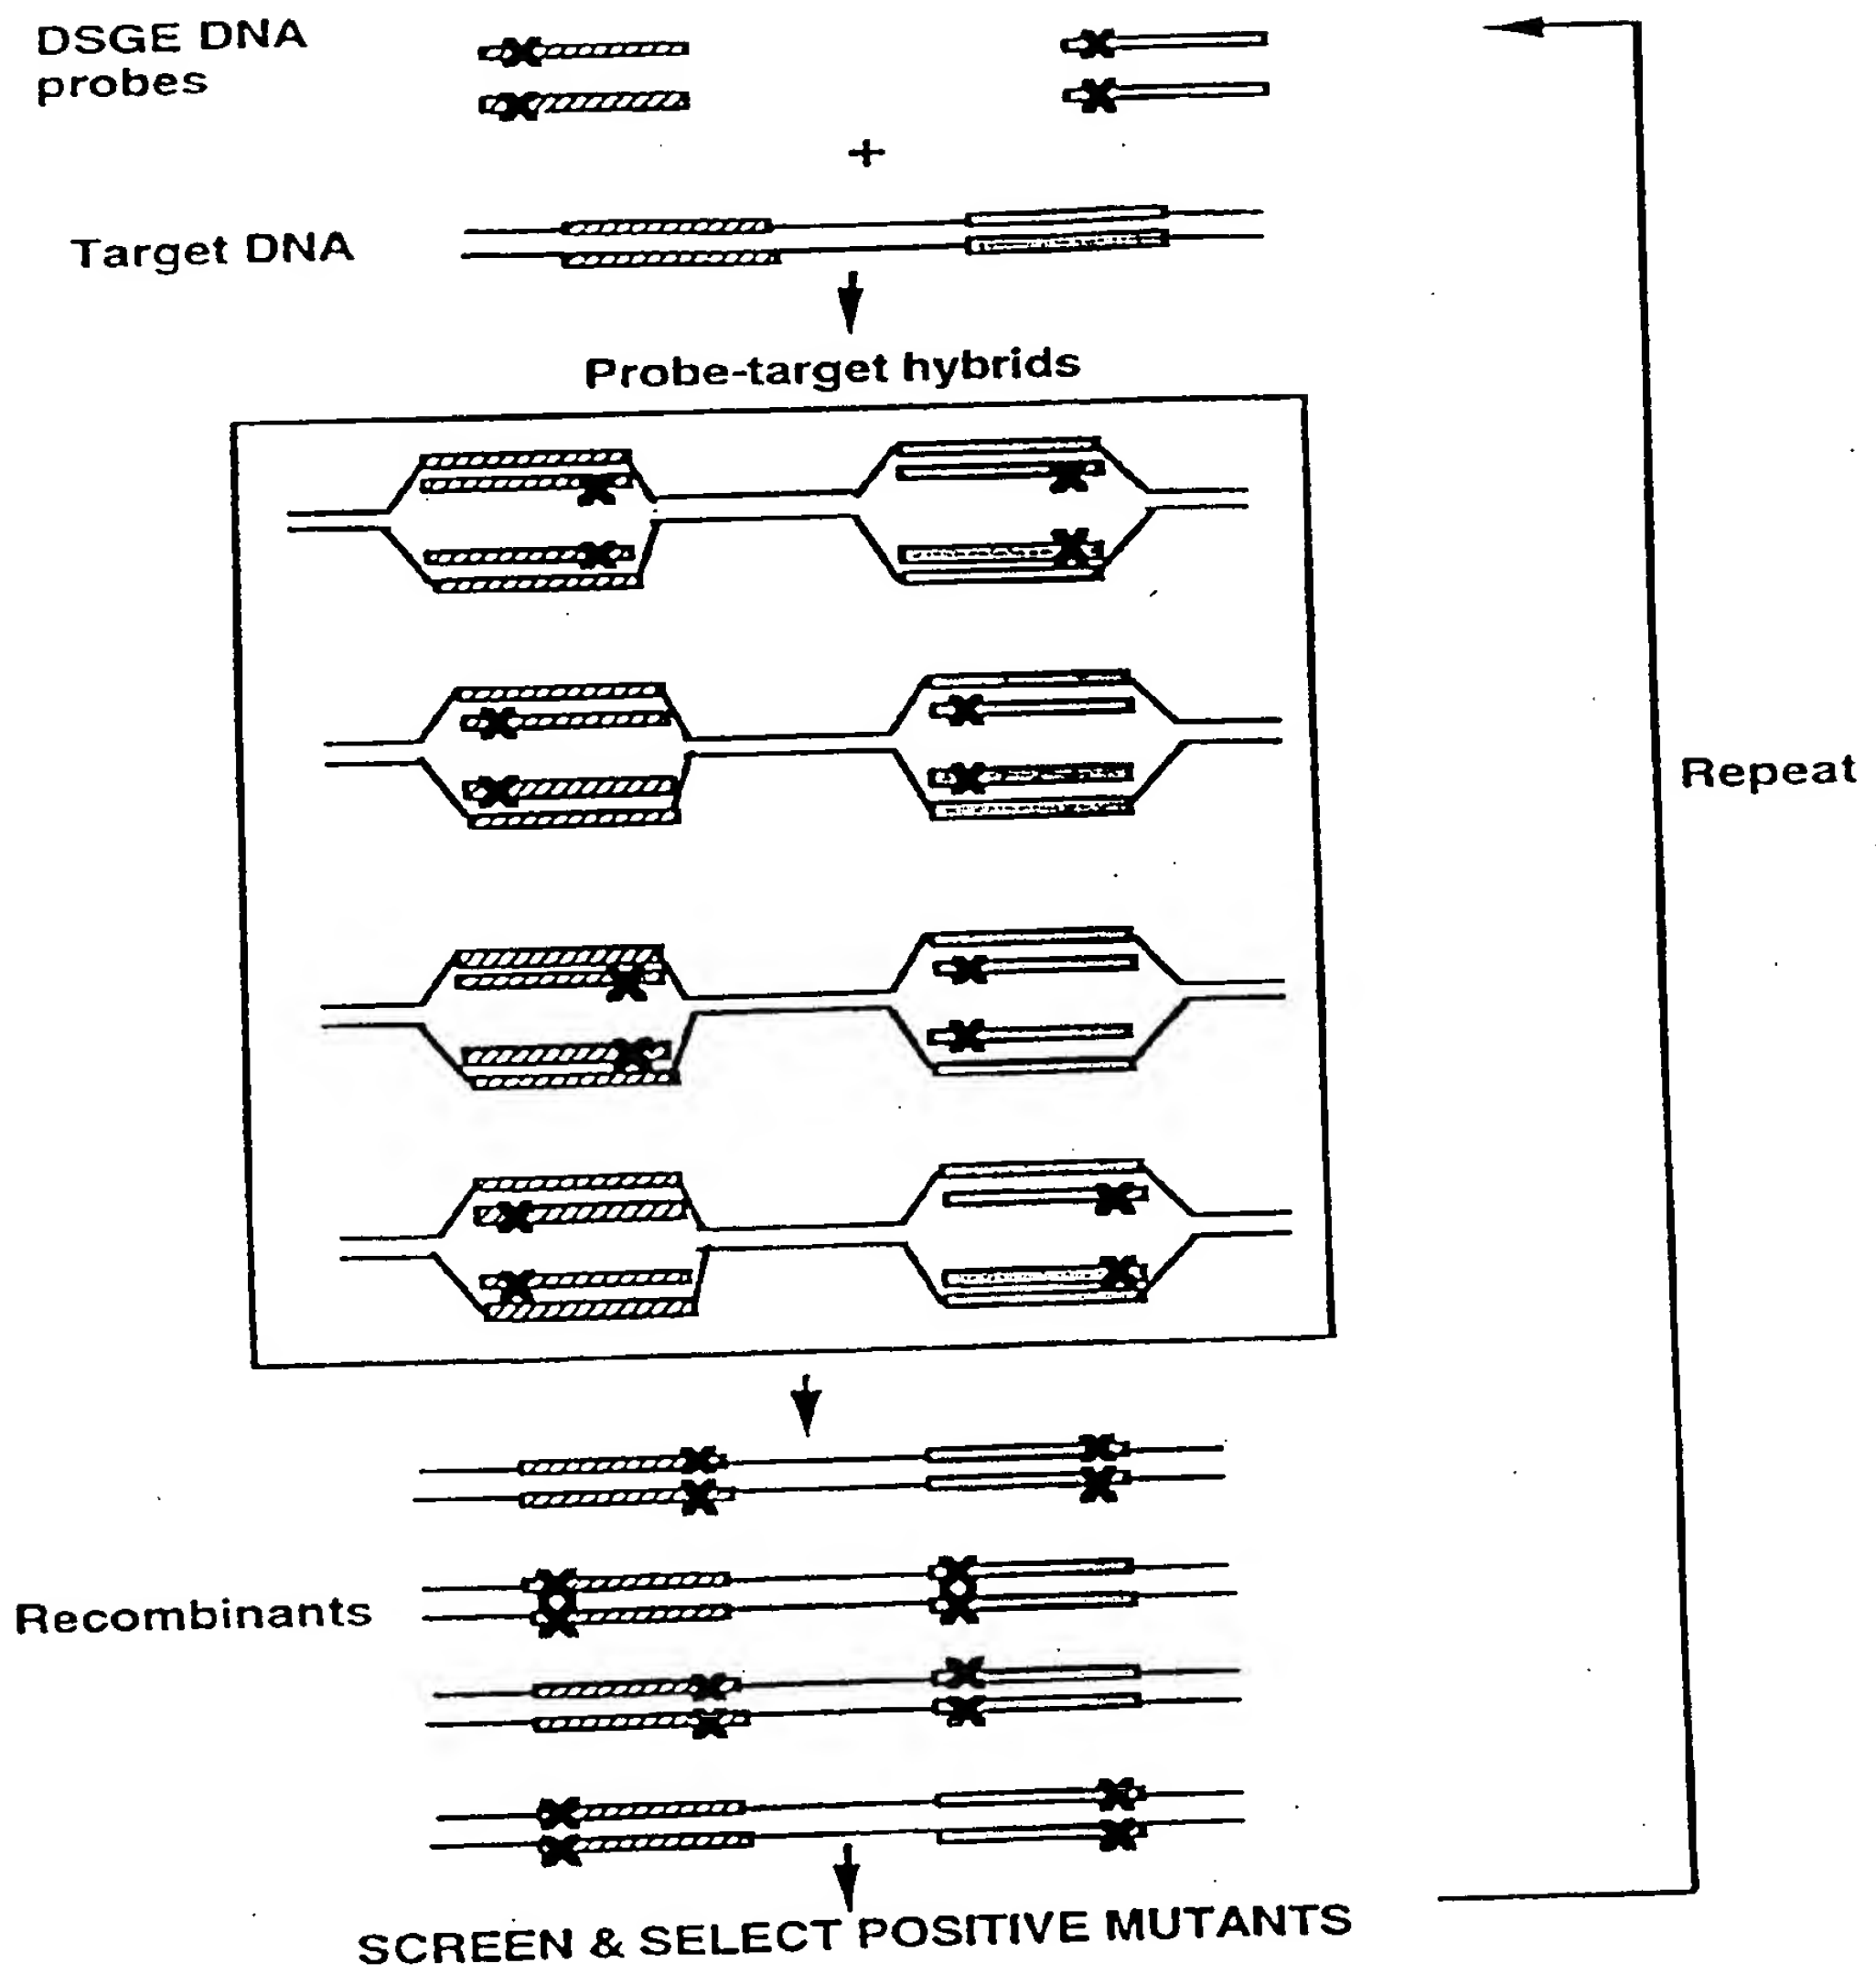 DSGE DNA
probes
+
Target DNA
Probe-target hybrids
Repeat
Recombinants
SCREEN & SELECT POSITIVE MUTANTS